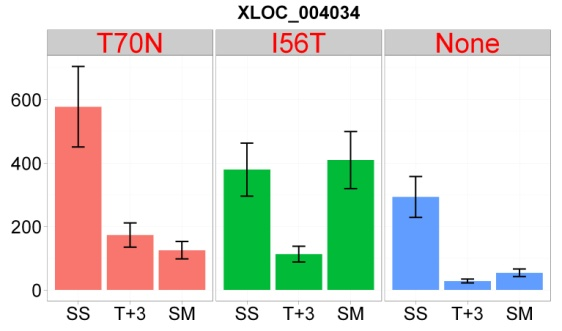 XLOC_004034
T70N I56T None
600
400
200
0
SS T+3 SM SS T+3 SM SS T+3 SM